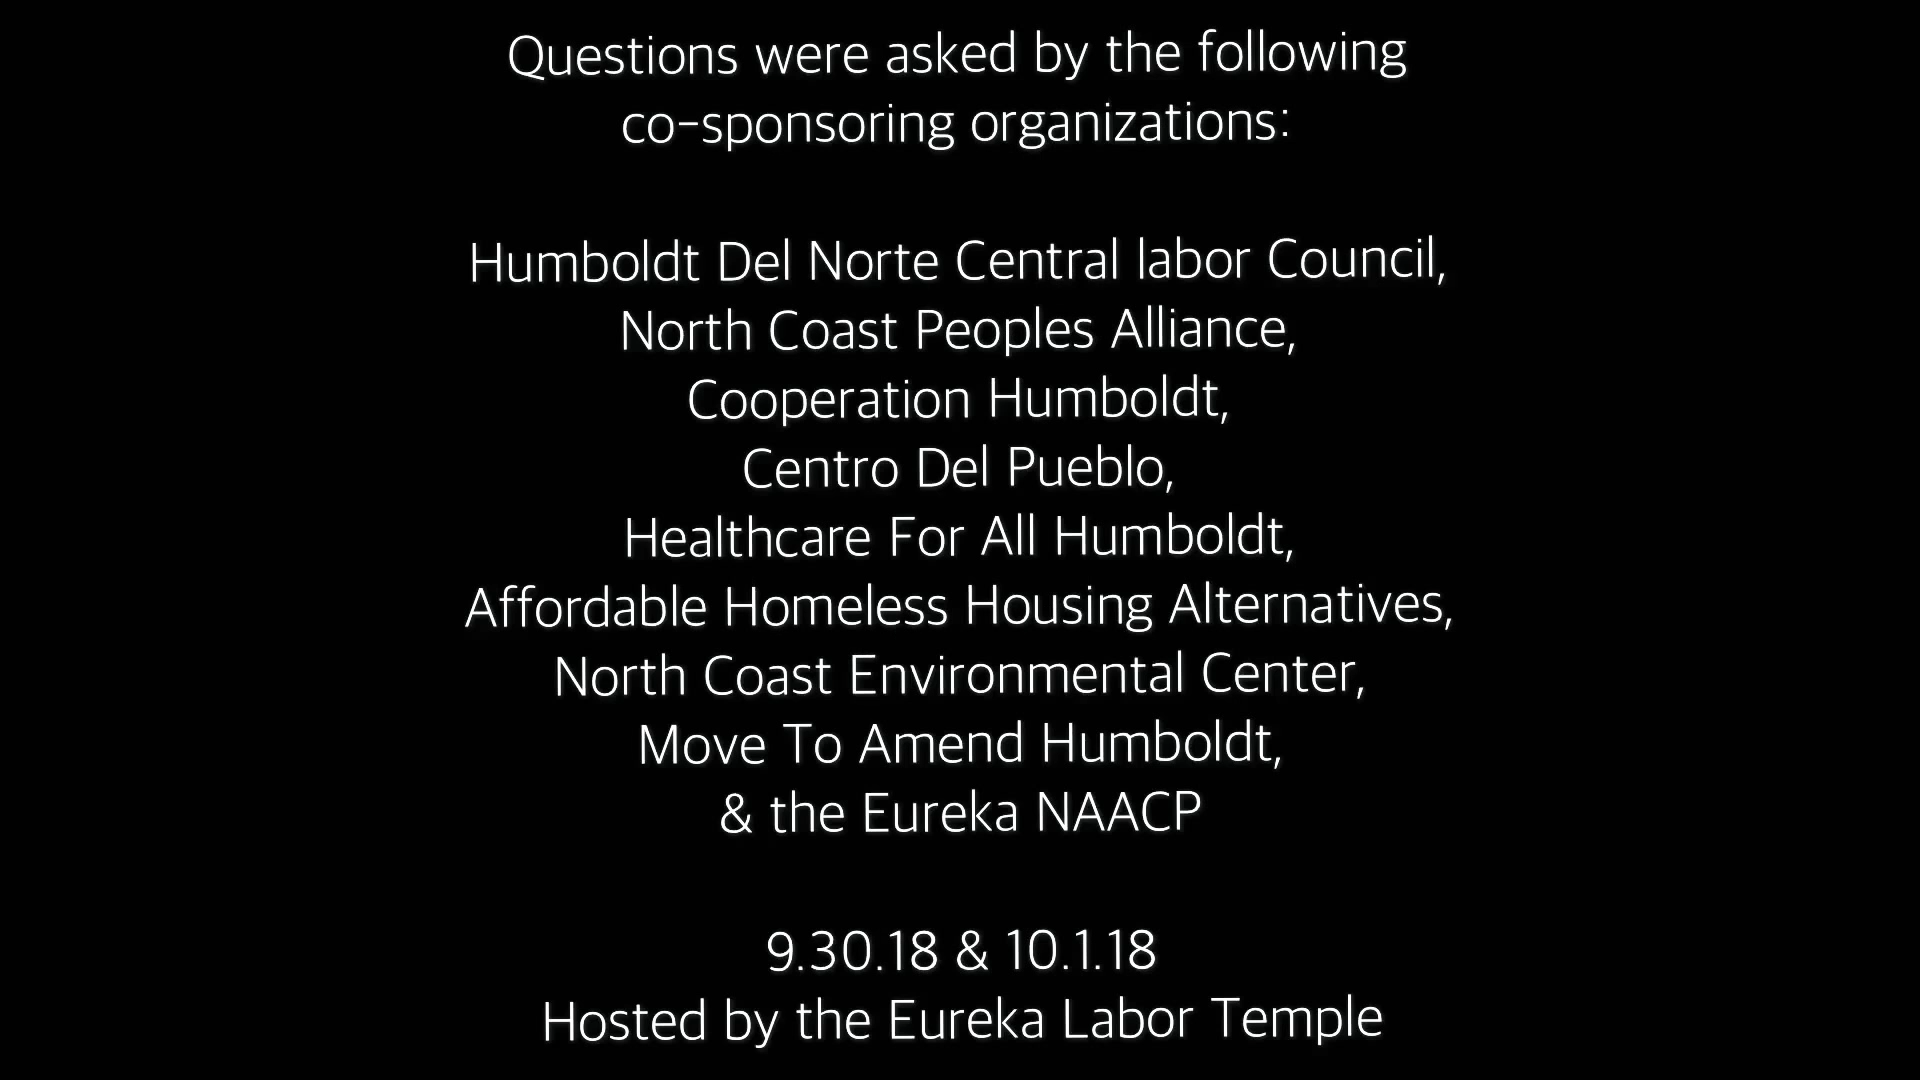 Questions were asked by the following
co-sponsoring organizations:
Humboldt Del Norte Central labor Council,
North Coast Peoples Alliance,
Cooperation Humboldt,
Centro Del Pueblo,
Healthcare For All Humboldt,
Affordable Homeless Housing Alternatives,
North Coast Environmental Center,
Move To Amend Humboldt,
& the Eureka NAACP
9.30.18 & 10.1.18
Hosted by the Eureka Labor Temple